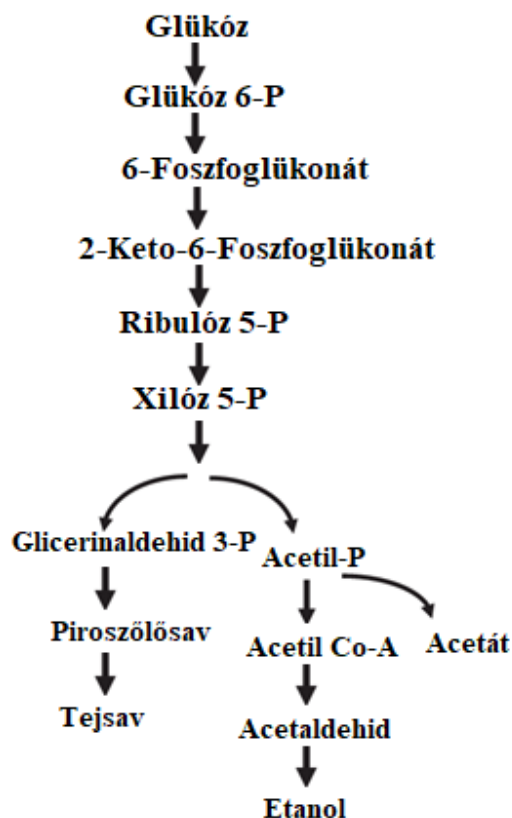 Glükóz
Glükóz 6-P
6-Foszfoglükonát
2-Keto-6-Foszfoglükonát
Ribulóz 5-P
Xilóz 5-P
Glicerinaldehid 3-P
Acetil-P
Piroszőlősav
Acetil Co-A
Acetát
Tejsav
Acetaldehid
Etanol